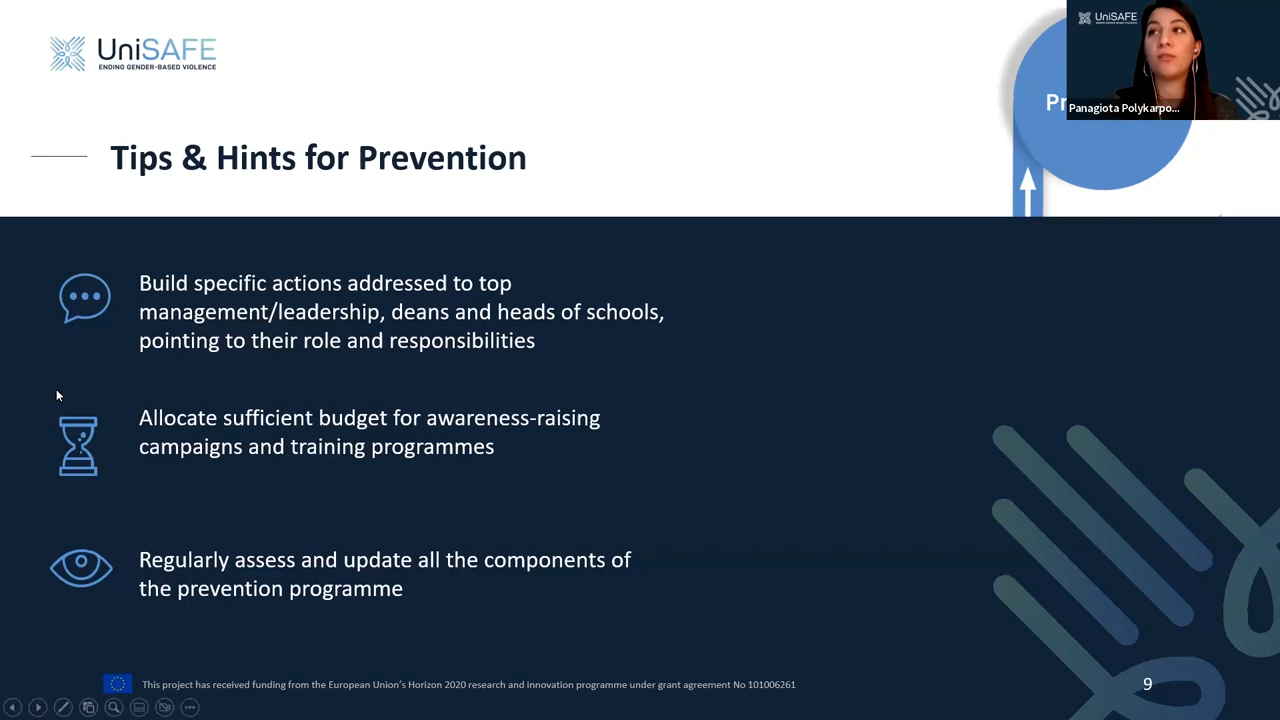 UniSAFE
ENDING GENDER-BASED VIOLENCE
UniSAFE
Panagiota Polykarpo...
Tips & Hints for Prevention
Build specific actions addressed to top
management/leadership, deans and heads of schools,
pointing to their role and responsibilities
Allocate sufficient budget for awareness-raising
campaigns and training programmes
Regularly assess and update all the components of
the prevention programme
This project has received funding from the European Union's Horizon 2020 research and innovation programme under grant agreement No 101006261
9